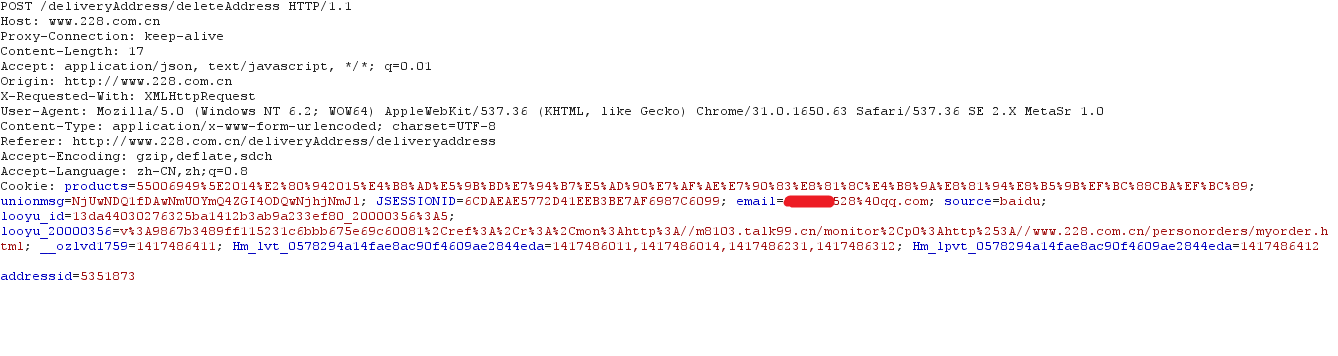 POST /deliveryAddress/deleteAddress HTTP/1.1
Host: www.228.com.cn
Proxy-Connection: keep-alive
Content-Length: 17
Accept: application/json, text/javascript, */*; q=0.01
Origin: http://www.228.com.cn
X-Requested-With: XMLHttpRequest
User-Agent: Mozilla/5.0 (Windows NT 6.2; WOW64) AppleWebKit/537.36 (KHTML, like Gecko) Chrome/31.0.1650.63 Safari/537.36 SE 2.X MetaSr 1.0
Content-Type: application/x-www-form-urlencoded; charset=UTF-8
Referer: http://www.228.com.cn/deliveryAddress/deliveryaddress
Accept-Encoding: gzip,deflate,sdch
Accept-Language: zh-CN,zh;q=0.8
Cookie: products=55006949%5E2014%E2%80%942015%E4%B8%AD%E5%9B%BD%E7%94%B7%E5%AD%90%E7%AF%AE%E7%90%83%E8%81%8C%E4%B8%9A%E8%81%94%E8%B5%9B%EF%BC%88CBA%EF%BC%89;
unionmsg=NjUwNDQ1fDAwNmU0YmQ4ZGI4ODQwNjhjNmJl; JSESSIONID=6CDAEAE5772D41EEB3BE7AF6987C6099; email= 528%40qq.com; source=baidu;
looyu_id=13da44030276325ba1412b3ab9a233ef80_20000356%3A5;
looyu_20000356=v%3A9867b3489ff115231c6bbb675e69c60081%2Cref%3A%2Cr%3A%2Cmon%3Ahttp%3A//m8103.talk99.cn/monitor%2Cp0%3Ahttp%253A//www.228.com.cn/personorders/myorder.h
tml; __ozlvd1759=1417486411; Hm_lvt_0578294a14fae8ac90f4609ae2844eda=1417486011,1417486014,1417486231,1417486312; Hm_lpvt_0578294a14fae8ac90f4609ae2844eda=1417486412
addressid=5351873